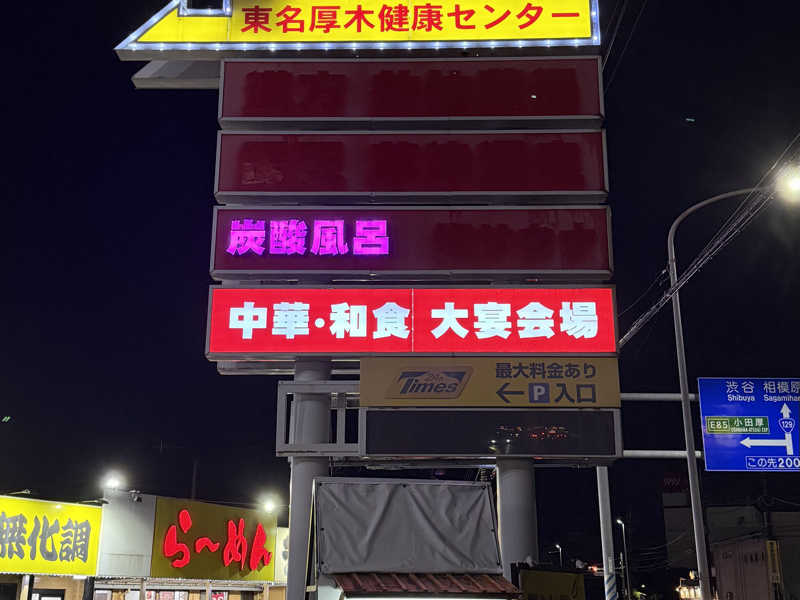 東名厚木健康センター
炭酸風呂
中華・和食 大宴会場
Times
最大料金あり
← P 入口
渋谷 相模原
Shibuya Sagamihara
E85 小田厚
129
この先200
無化調
らーめん